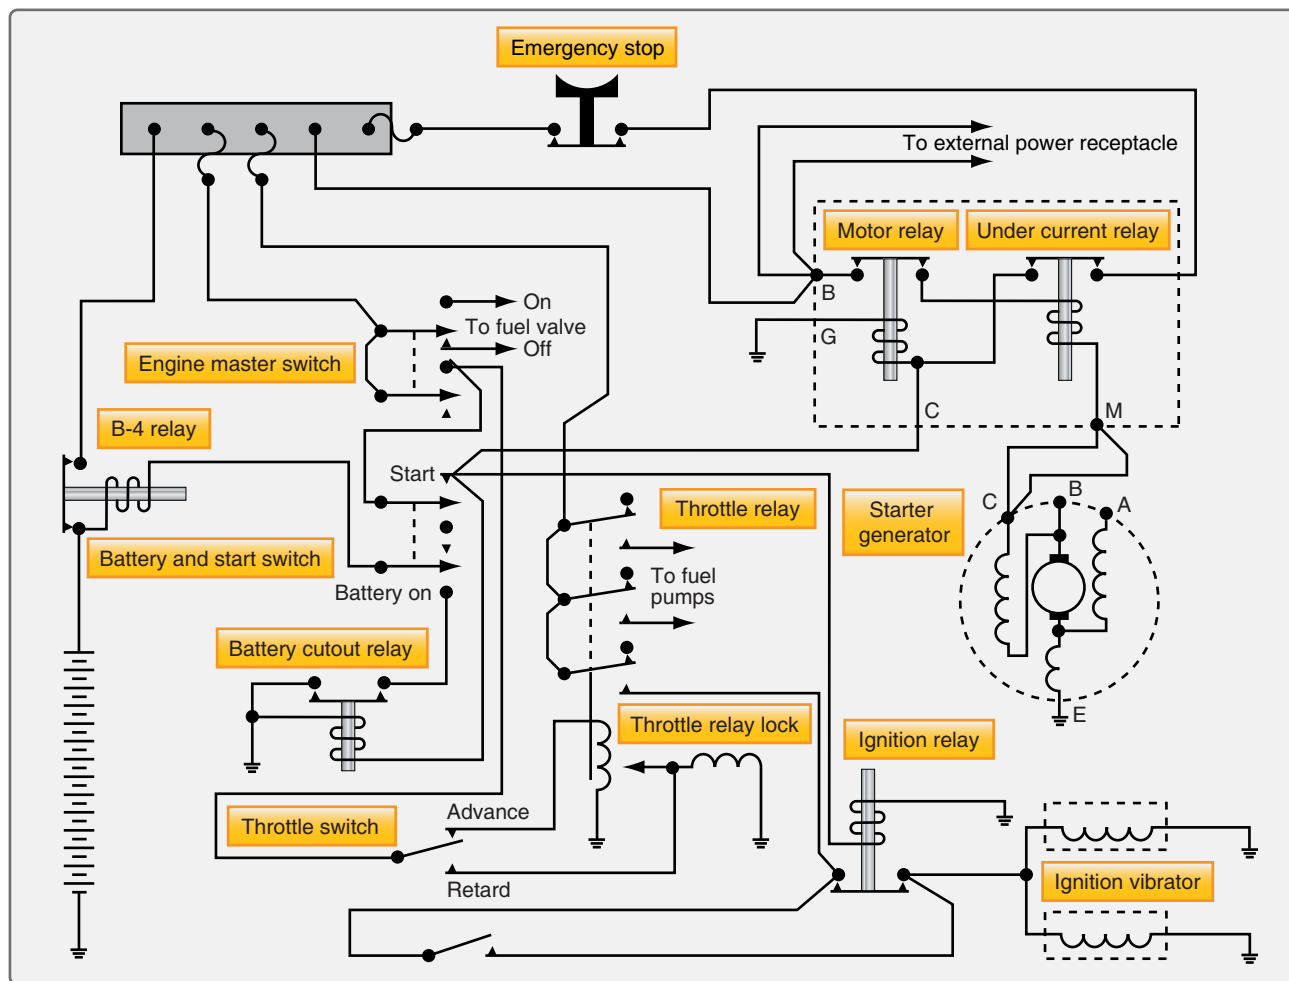 Emergency stop
To external power receptacle
Motor relay
Under current relay
B
G
On
To fuel valve
Off
Engine master switch
C
M
B-4 relay
Start
Throttle relay
Starter
generator
C
B
A
Battery and start switch
To fuel
pumps
Battery on
Battery cutout relay
E
Throttle relay lock
Ignition relay
Advance
Throttle switch
Retard
Ignition vibrator